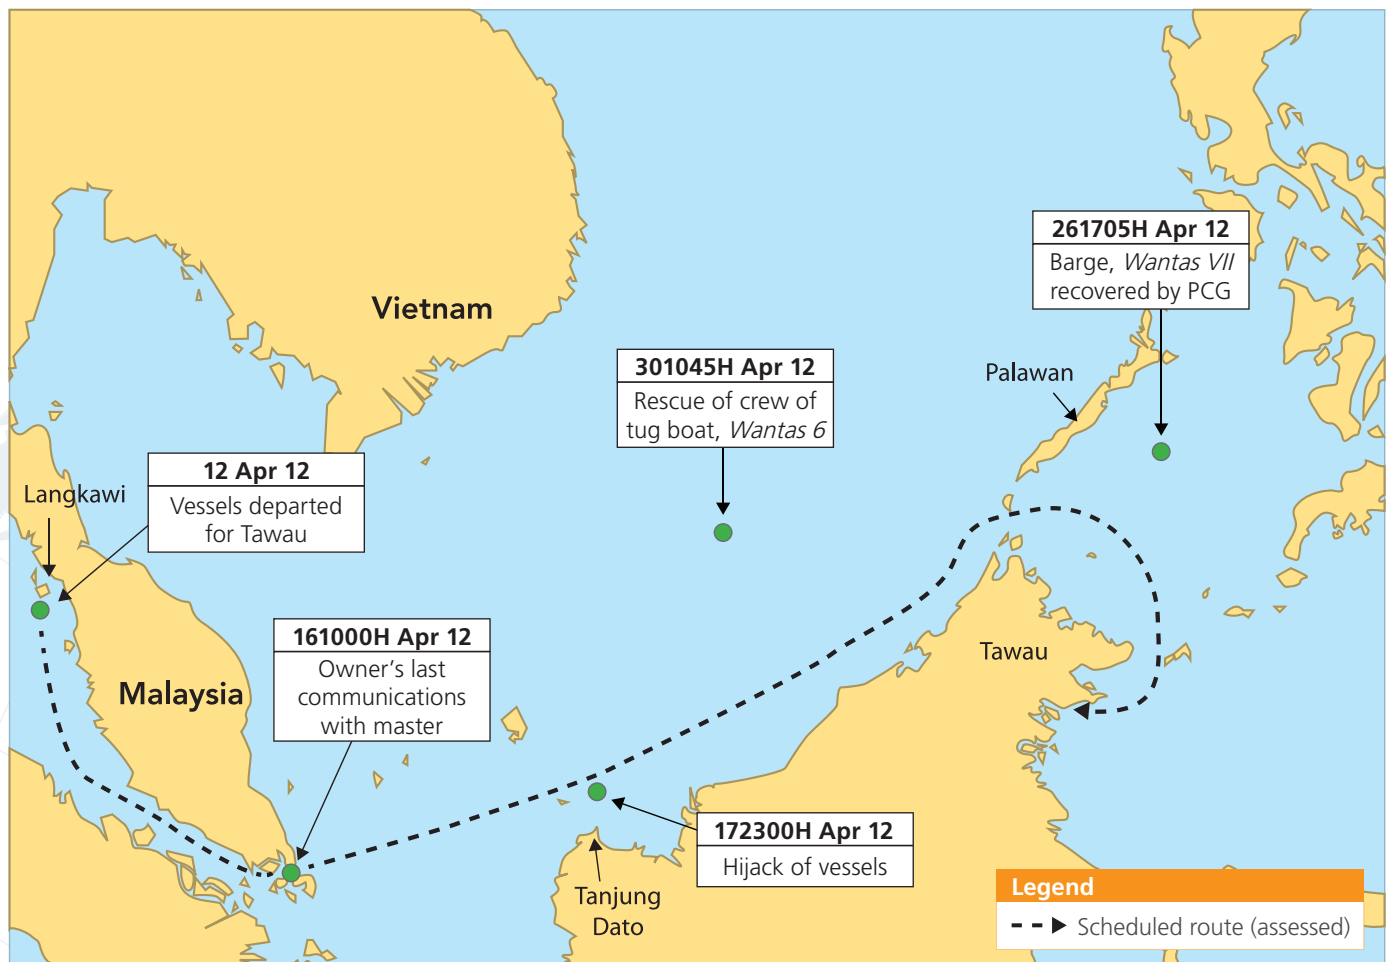 261705H Apr 12
Barge, Wantas VII
recovered by PCG
Vietnam
301045H Apr 12
Rescue of crew of
tug boat, Wantas 6
Palawan
12 Apr 12
Vessels departed
for Tawau
Langkawi
161000H Apr 12
Owner’s last
communications
with master
Malaysia
Tawau
172300H Apr 12
Hijack of vessels
Tanjung
Dato
Legend
Scheduled route (assessed)